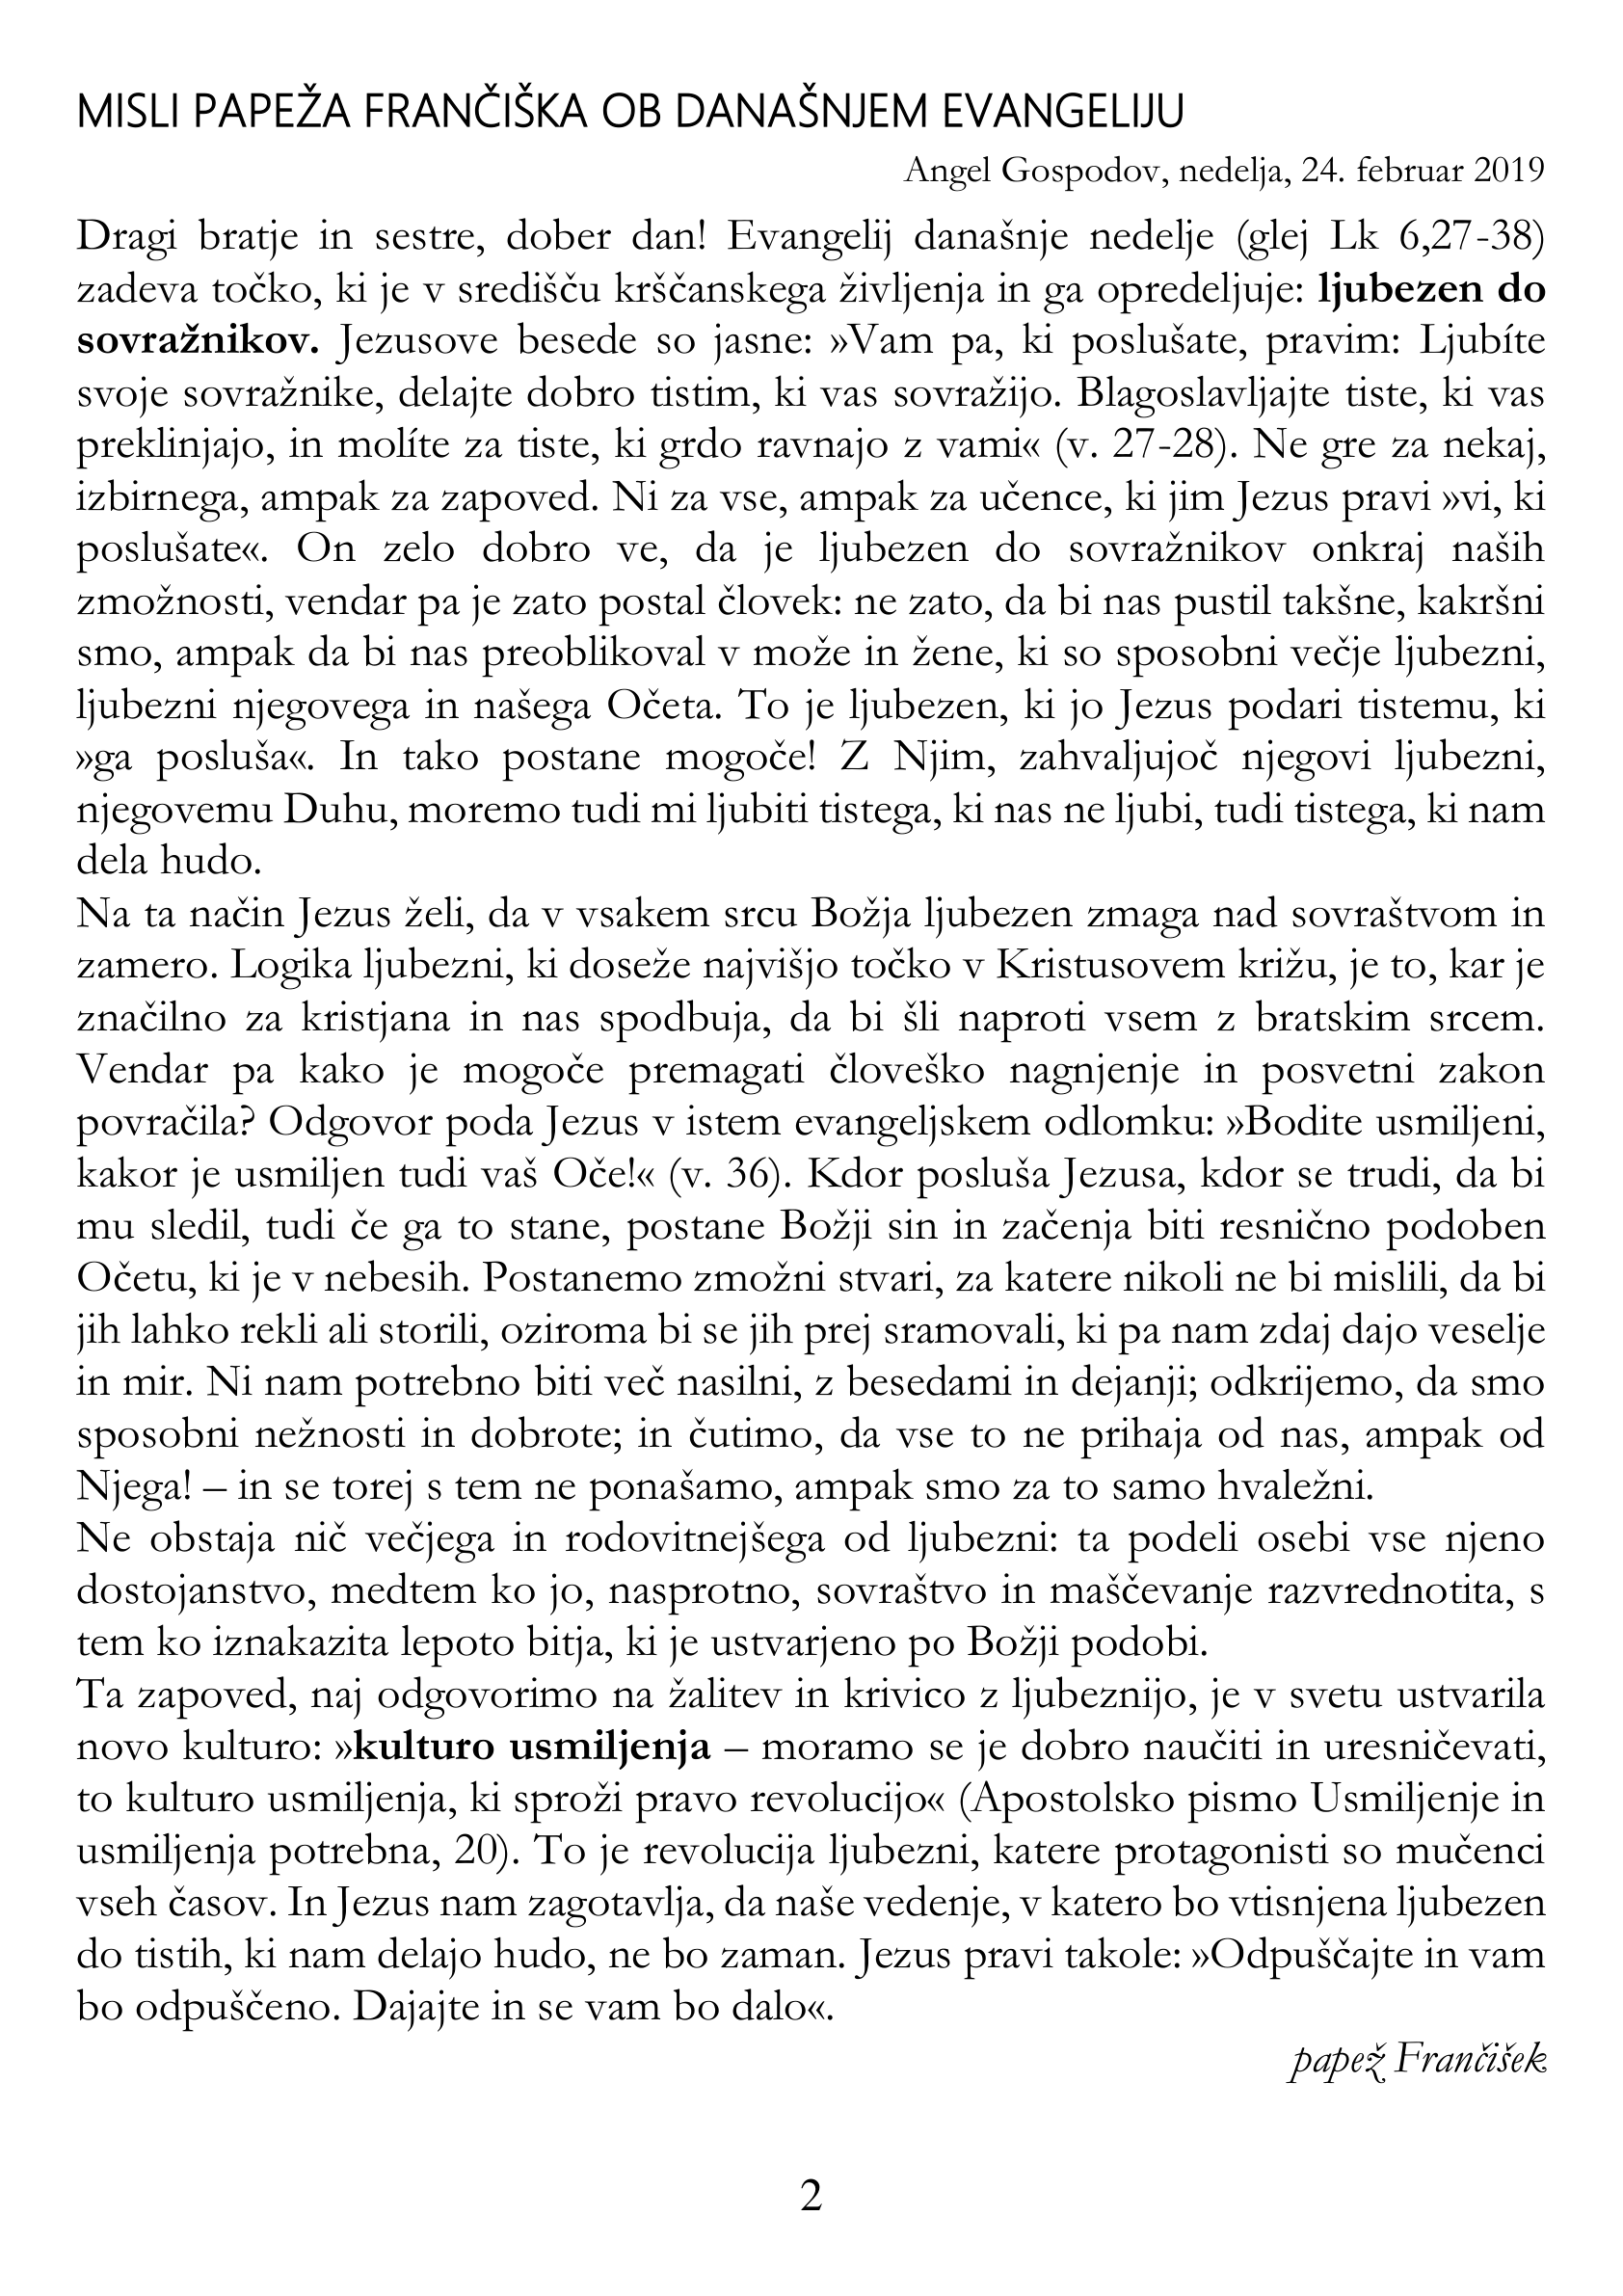 MISLI PAPEŽA FRANČIŠKA OB DANAŠNJEM EVANGELIJU
Angel Gospodov, nedelja, 24. februar 2019
Dragi bratje in sestre, dober dan! Evangelij današnje nedelje (glej Lk 6,27-38)
zadeva točko, ki je v središču krščanskega življenja in ga opredeljuje: ljubezen do
sovražnikov. Jezusove besede so jasne: »Vam pa, ki poslušate, pravim: Ljubíte
svoje sovražnike, delajte dobro tistim, ki vas sovražijo. Blagoslavljajte tiste, ki vas
preklinjajo, in molíte za tiste, ki grdo ravnajo z vami« (v. 27-28). Ne gre za nekaj,
izbirnega, ampak za zapoved. Ni za vse, ampak za učence, ki jim Jezus pravi »vi, ki
poslušate«. On zelo dobro ve, da je ljubezen do sovražnikov onkraj naših
zmožnosti, vendar pa je zato postal človek: ne zato, da bi nas pustil takšne, kakršni
smo, ampak da bi nas preoblikoval v može in žene, ki so sposobni večje ljubezni,
ljubezni njegovega in našega Očeta. To je ljubezen, ki jo Jezus podari tistemu, ki
»ga posluša«. In tako postane mogoče! Z Njim, zahvaljujoč njegovi ljubezni,
njegovemu Duhu, moremo tudi mi ljubiti tistega, ki nas ne ljubi, tudi tistega, ki nam
dela hudo.
Na ta način Jezus želi, da v vsakem srcu Božja ljubezen zmaga nad sovraštvom in
zamero. Logika ljubezni, ki doseže najvišjo točko v Kristusovem križu, je to, kar je
značilno za kristjana in nas spodbuja, da bi šli naproti vsem z bratskim srcem.
Vendar pa kako je mogoče premagati človeško nagnjenje in posvetni zakon
povračila? Odgovor poda Jezus v istem evangeljskem odlomku: »Bodite usmiljeni,
kakor je usmiljen tudi vaš Oče!« (v. 36). Kdor posluša Jezusa, kdor se trudi, da bi
mu sledil, tudi če ga to stane, postane Božji sin in začenja biti resnično podoben
Očetu, ki je v nebesih. Postanemo zmožni stvari, za katere nikoli ne bi mislili, da bi
jih lahko rekli ali storili, oziroma bi se jih prej sramovali, ki pa nam zdaj dajo veselje
in mir. Ni nam potrebno biti več nasilni, z besedami in dejanji; odkrijemo, da smo
sposobni nežnosti in dobrote; in čutimo, da vse to ne prihaja od nas, ampak od
Njega! – in se torej s tem ne ponašamo, ampak smo za to samo hvaležni.
Ne obstaja nič večjega in rodovitnejšega od ljubezni: ta podeli osebi vse njeno
dostojanstvo, medtem ko jo, nasprotno, sovraštvo in maščevanje razvrednotita, s
tem ko iznakazita lepoto bitja, ki je ustvarjeno po Božji podobi.
Ta zapoved, naj odgovorimo na žalitev in krivico z ljubeznijo, je v svetu ustvarila
novo kulturo: »kulturo usmiljenja – moramo se je dobro naučiti in uresničevati,
to kulturo usmiljenja, ki sproži pravo revolucijo« (Apostolsko pismo Usmiljenje in
usmiljenja potrebna, 20). To je revolucija ljubezni, katere protagonisti so mučenci
vseh časov. In Jezus nam zagotavlja, da naše vedenje, v katero bo vtisnjena ljubezen
do tistih, ki nam delajo hudo, ne bo zaman. Jezus pravi takole: »Odpuščajte in vam
bo odpuščeno. Dajajte in se vam bo dalo«.
papež Frančišek
2